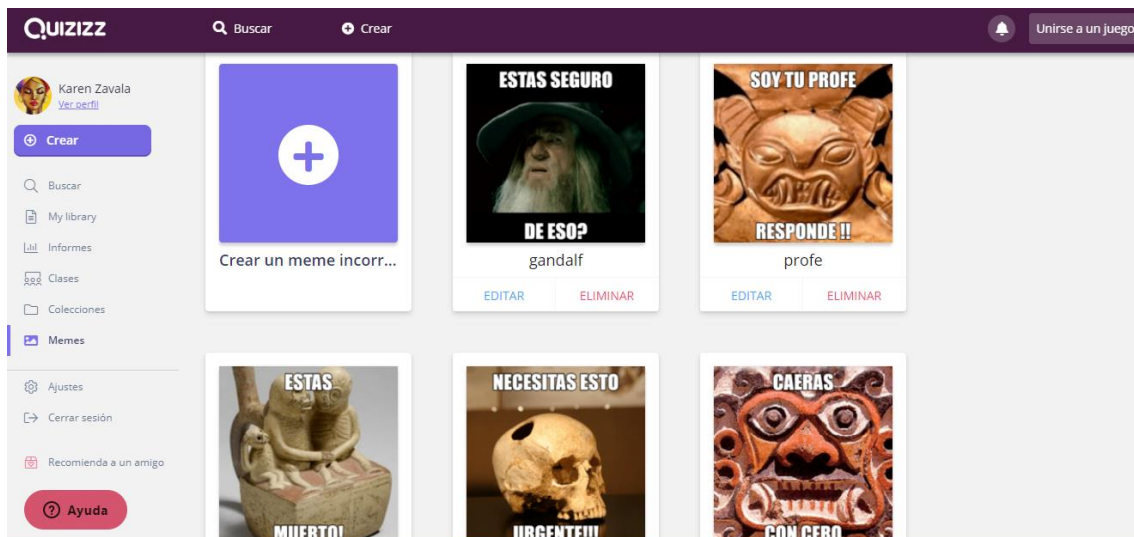 QUIZIZZ
Buscar
Crear
Unirse a un juego
Karen Zavala
Ver perfil
Crear
Buscar
My library
Informes
Clases
Colecciones
Memes
Ajustes
Cerrar sesión
Recomienda a un amigo
Ayuda
Crear un meme incorr...
ESTAS SEGURO
DE ESO?
gandalf
EDITAR ELIMINAR
SOY TU PROFE
RESPONDE !!
profe
EDITAR ELIMINAR
ESTAS
MUERTO!
NECESITAS ESTO
URGENTE!!!
CAERAS
CON CERO